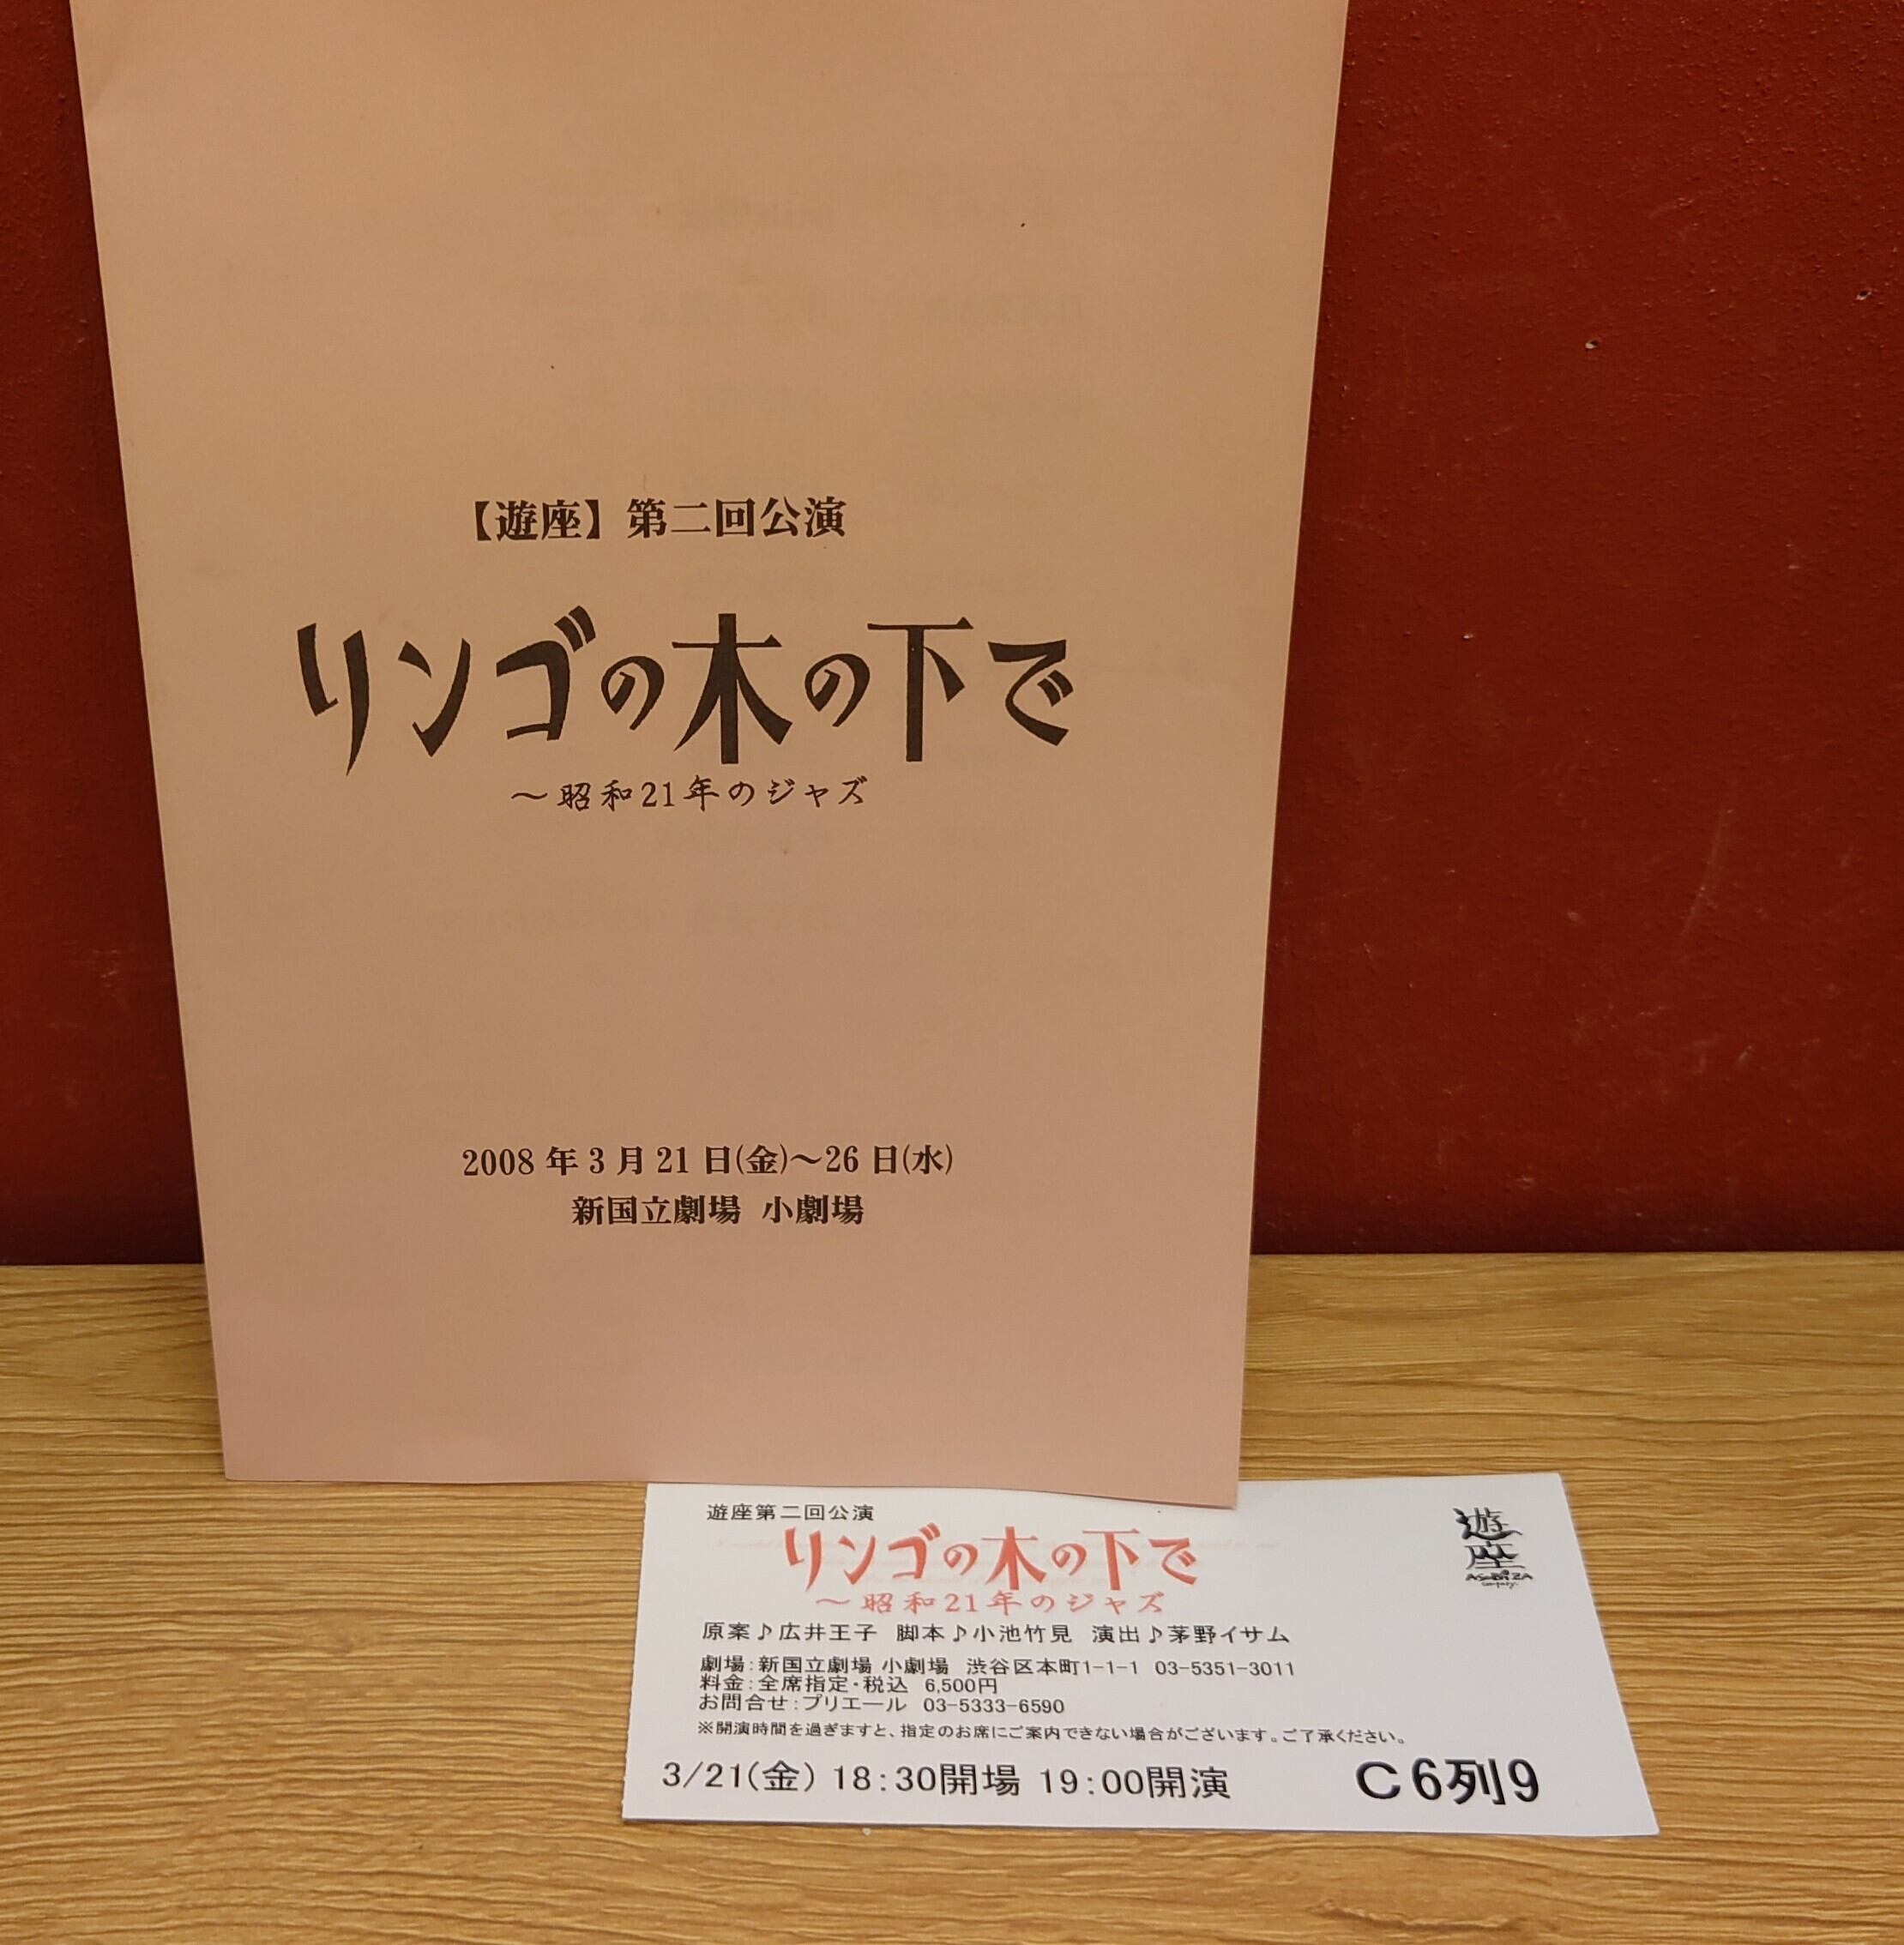 【遊座】第二回公演
リンゴの木の下で
～昭和21年のジャズ
2008年3月21日(金)～26日(水)
新国立劇場 小劇場
遊座第二回公演
リンゴの木の下で
～昭和21年のジャズ
遊座
ASOBIZA
company.
原案♪広井王子 脚本♪小池竹見 演出♪茅野イサム
劇場：新国立劇場 小劇場 渋谷区本町1-1-1 03-5351-3011
料金：全席指定・税込 6,500円
お問合せ：プリエール 03-5333-6590
※開演時間を過ぎますと、指定のお席にご案内できない場合がございます。ご了承ください。
3/21(金) 18：30開場 19：00開演 C6列9